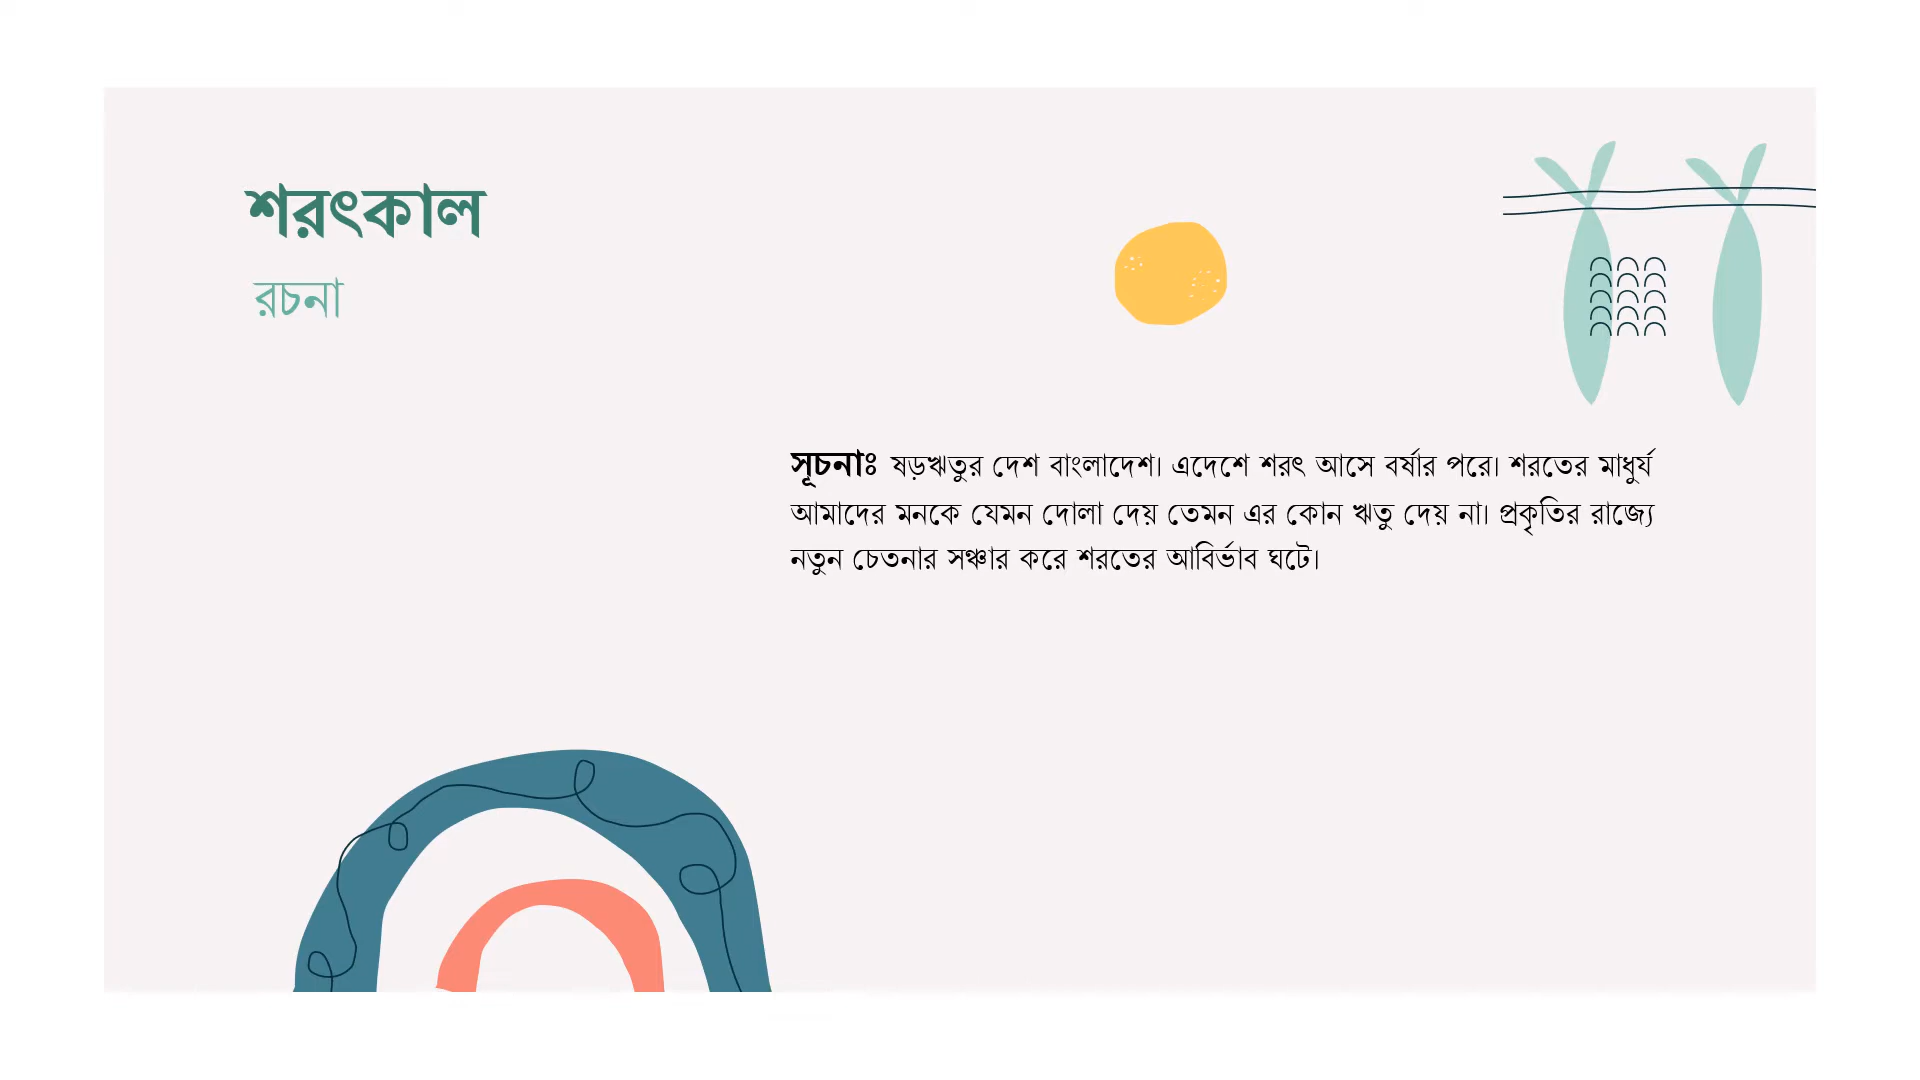 শরৎকাল
রচনা
সূচনাঃ ষড়ঋতুর দেশ বাংলাদেশ। এদেশে শরৎ আসে বর্ষার পরে। শরতের মাধুর্য
আমাদের মনকে যেমন দোলা দেয় তেমন এর কোন ঋতু দেয় না। প্রকৃতির রাজ্যে
নতুন চেতনার সঞ্চার করে শরতের আবির্ভাব ঘটে।